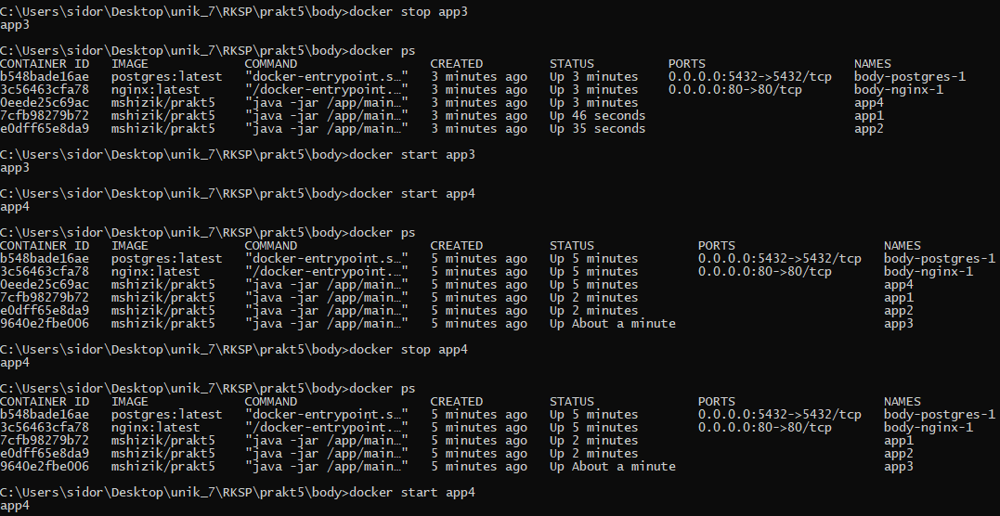 C:\Users\sidor\Desktop\unik_7\RKSP\prakt5\body>docker stop app3
app3

C:\Users\sidor\Desktop\unik_7\RKSP\prakt5\body>docker ps
CONTAINER ID   IMAGE             COMMAND                  CREATED         STATUS          PORTS                    NAMES
b548bade16ae   postgres:latest   "docker-entrypoint.s…"   3 minutes ago   Up 3 minutes    0.0.0.0:5432->5432/tcp   body-postgres-1
3c56463cfa78   nginx:latest      "/docker-entrypoint.…"   3 minutes ago   Up 3 minutes    0.0.0.0:80->80/tcp       body-nginx-1
0eede25c69ac   mshizik/prakt5    "java -jar /app/main…"   3 minutes ago   Up 3 minutes                             app4
7cfb98279b72   mshizik/prakt5    "java -jar /app/main…"   3 minutes ago   Up 46 seconds                            app1
e0dff65e8da9   mshizik/prakt5    "java -jar /app/main…"   3 minutes ago   Up 35 seconds                            app2

C:\Users\sidor\Desktop\unik_7\RKSP\prakt5\body>docker start app3
app3

C:\Users\sidor\Desktop\unik_7\RKSP\prakt5\body>docker start app4
app4

C:\Users\sidor\Desktop\unik_7\RKSP\prakt5\body>docker ps
CONTAINER ID   IMAGE             COMMAND                  CREATED         STATUS              PORTS                    NAMES
b548bade16ae   postgres:latest   "docker-entrypoint.s…"   5 minutes ago   Up 5 minutes        0.0.0.0:5432->5432/tcp   body-postgres-1
3c56463cfa78   nginx:latest      "/docker-entrypoint.…"   5 minutes ago   Up 5 minutes        0.0.0.0:80->80/tcp       body-nginx-1
0eede25c69ac   mshizik/prakt5    "java -jar /app/main…"   5 minutes ago   Up 5 minutes                                 app4
7cfb98279b72   mshizik/prakt5    "java -jar /app/main…"   5 minutes ago   Up 2 minutes                                 app1
e0dff65e8da9   mshizik/prakt5    "java -jar /app/main…"   5 minutes ago   Up 2 minutes                                 app2
9640e2fbe006   mshizik/prakt5    "java -jar /app/main…"   5 minutes ago   Up About a minute                            app3

C:\Users\sidor\Desktop\unik_7\RKSP\prakt5\body>docker stop app4
app4

C:\Users\sidor\Desktop\unik_7\RKSP\prakt5\body>docker ps
CONTAINER ID   IMAGE             COMMAND                  CREATED         STATUS              PORTS                    NAMES
b548bade16ae   postgres:latest   "docker-entrypoint.s…"   5 minutes ago   Up 5 minutes        0.0.0.0:5432->5432/tcp   body-postgres-1
3c56463cfa78   nginx:latest      "/docker-entrypoint.…"   5 minutes ago   Up 5 minutes        0.0.0.0:80->80/tcp       body-nginx-1
7cfb98279b72   mshizik/prakt5    "java -jar /app/main…"   5 minutes ago   Up 2 minutes                                 app1
e0dff65e8da9   mshizik/prakt5    "java -jar /app/main…"   5 minutes ago   Up 2 minutes                                 app2
9640e2fbe006   mshizik/prakt5    "java -jar /app/main…"   5 minutes ago   Up About a minute                            app3

C:\Users\sidor\Desktop\unik_7\RKSP\prakt5\body>docker start app4
app4